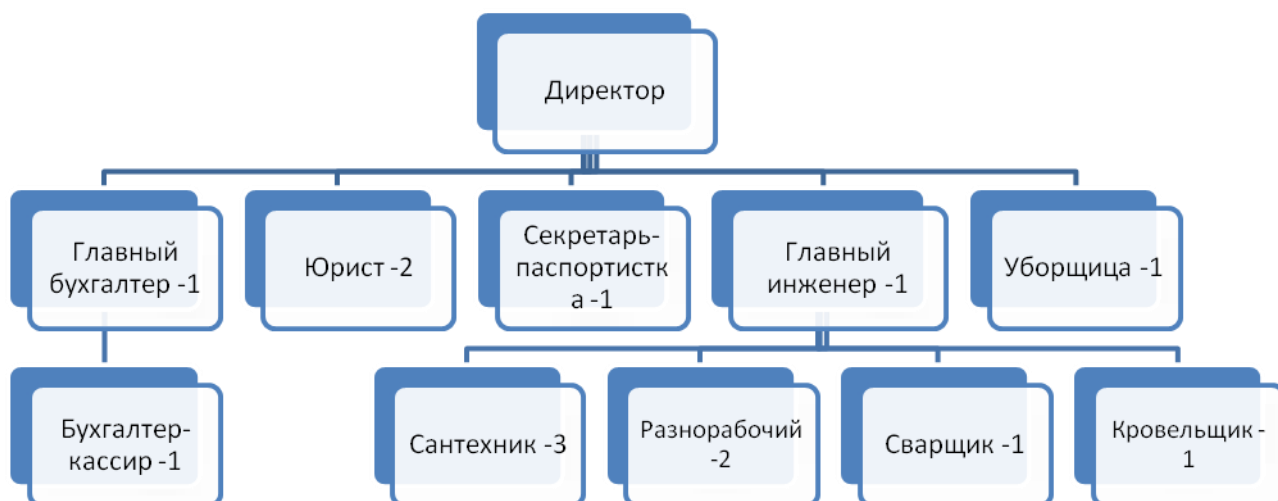 Директор
Главный
бухгалтер -1
Юрист -2
Секретарь-
паспортистк
а -1
Главный
инженер -1
Уборщица -1
Бухгалтер-
кассир -1
Сантехник -3
Разнорабочий
-2
Сварщик -1
Кровельщик -
1